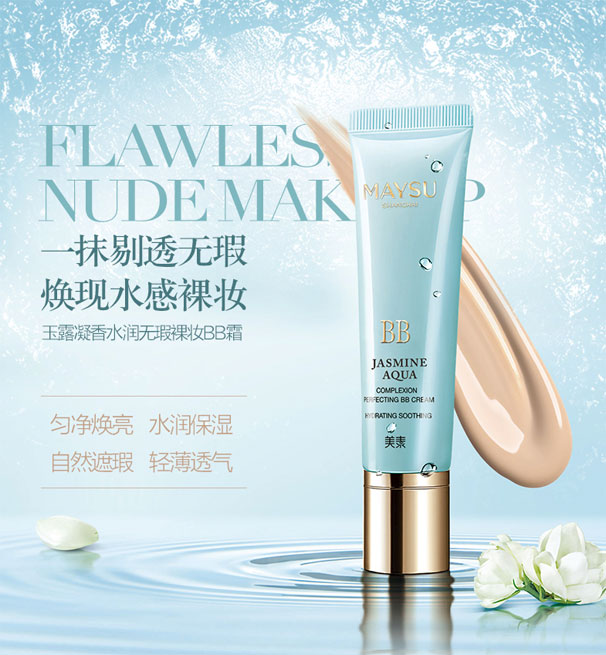 FLAWLESS
NUDE MAKEUP
一抹剔透无瑕
焕现水感裸妆
玉露凝香水润无瑕裸妆BB霜
匀净焕亮 水润保湿
自然遮瑕 轻薄透气
MAYSU
BB
JASMINE
AQUA
COMPLEXION
PERFECTING BB CREAM
HYDRATING SOOTHING
美素